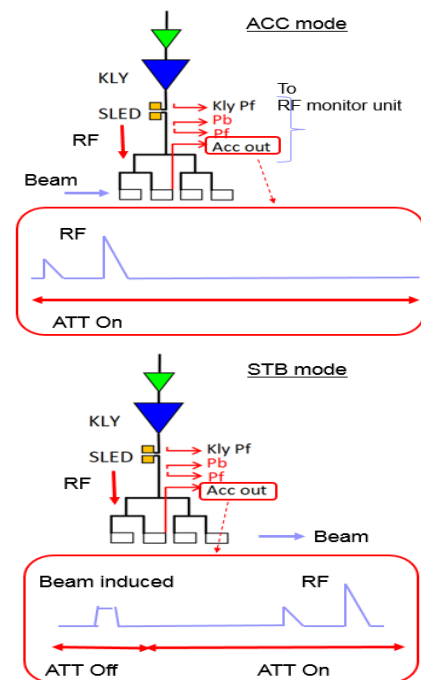 ACC mode
KLY
To
RF monitor unit
SLED
Kly Pf
Pb
Pf
RF
Acc out
Beam
RF
ATT On
STB mode
KLY
Kly Pf
SLED
Pb
Pf
RF
Acc out
Beam
Beam induced
RF
ATT Off
ATT On